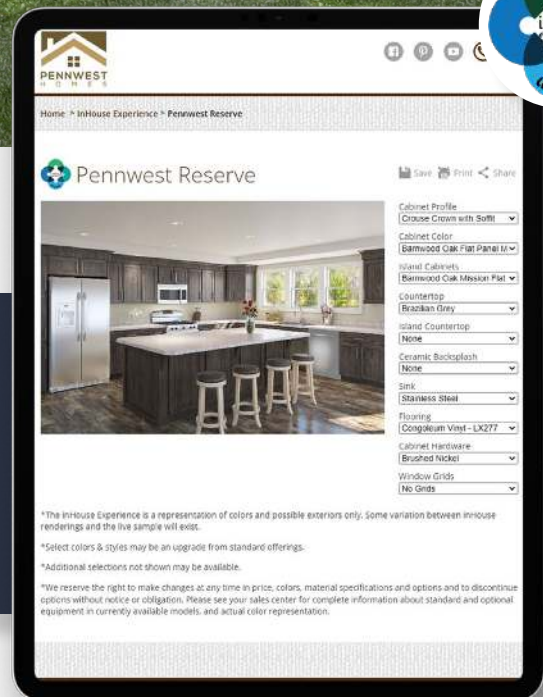 PENNWEST
HOMES
Home > InHouse Experience > Pennwest Reserve
Pennwest Reserve
Save Print Share
Cabinet Profile
Crouse Crown with Soffit
Cabinet Color
Barnwood Oak Flat Panel M
Island Cabinets
Barnwood Oak Mission Flat
Countertop
Brazilian Grey
Island Countertop
None
Ceramic Backsplash
None
Sink
Stainless Steel
Flooring
Congoleum Vinyl - LX277
Cabinet Hardware
Brushed Nickel
Window Grids
No Grids
*The InHouse Experience is a representation of colors and possible exteriors only. Some variation between InHouse
renderings and the live sample will exist.
*Select colors & styles may be an upgrade from standard offerings.
*Additional selections not shown may be available.
*We reserve the right to make changes at any time in price, colors, material specifications and options and to discontinue
options without notice or obligation. Please see your sales center for complete information about standard and optional
equipment in currently available models, and actual color representation.